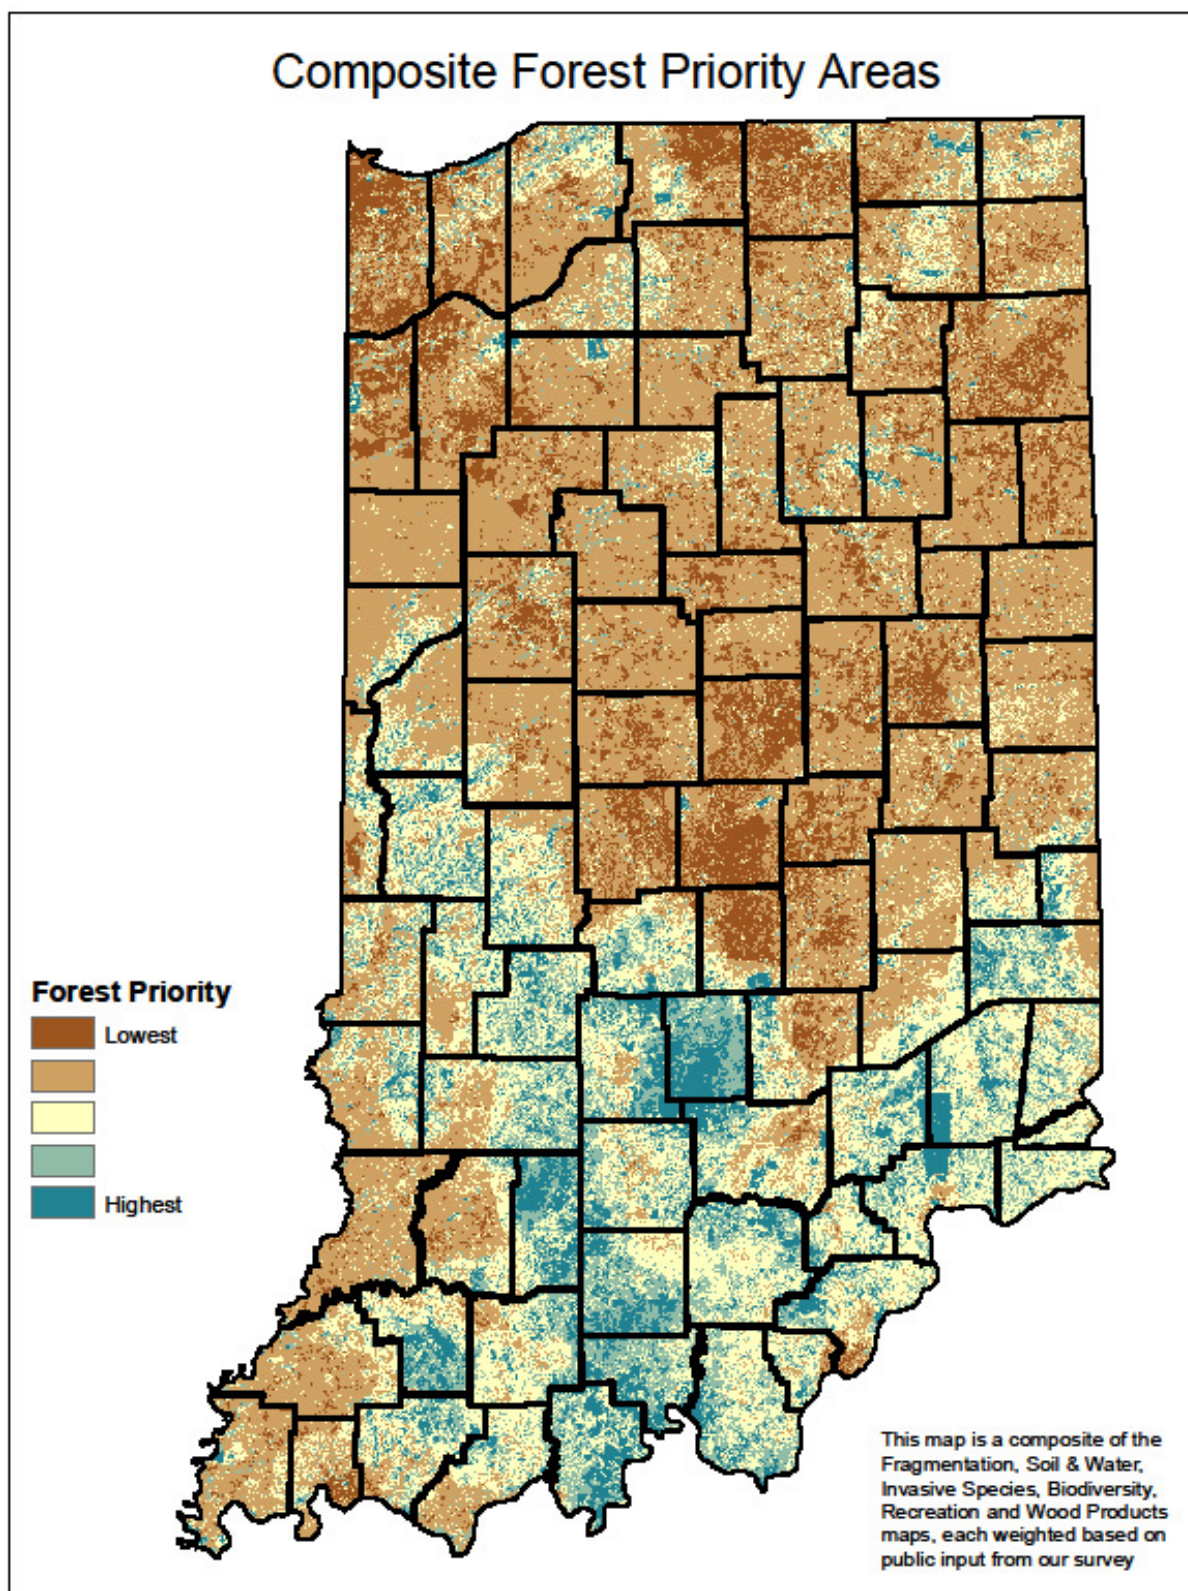 Composite Forest Priority Areas
Forest Priority
Lowest
Highest
This map is a composite of the
Fragmentation, Soil & Water,
Invasive Species, Biodiversity,
Recreation and Wood Products
maps, each weighted based on
public input from our survey